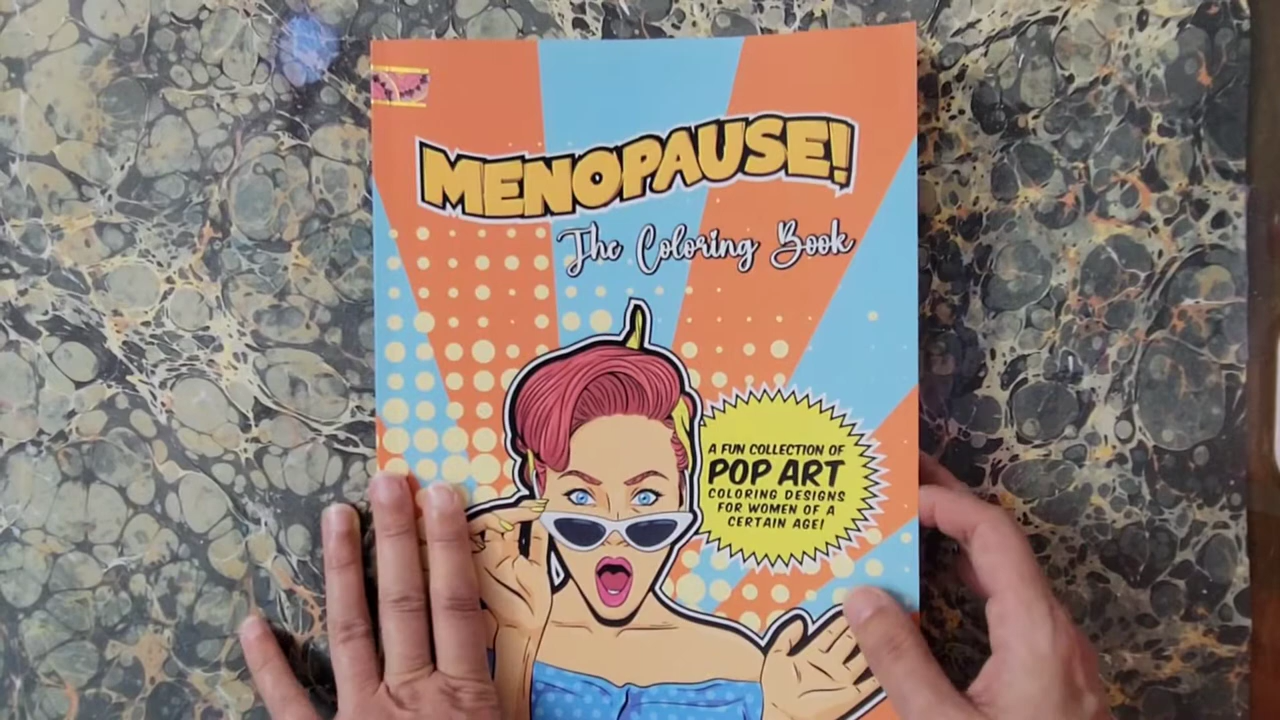 MENOPAUSE!
The Coloring Book
A FUN COLLECTION OF
POP ART
COLORING DESIGNS
FOR WOMEN OF A
CERTAIN AGE!